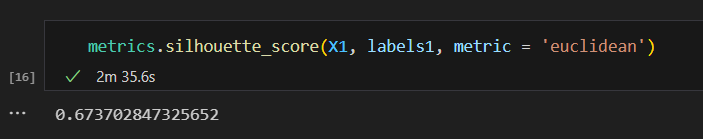 metrics.silhouette_score(X1, labels1, metric = 'euclidean')
[16]
2m 35.6s
0.673702847325652